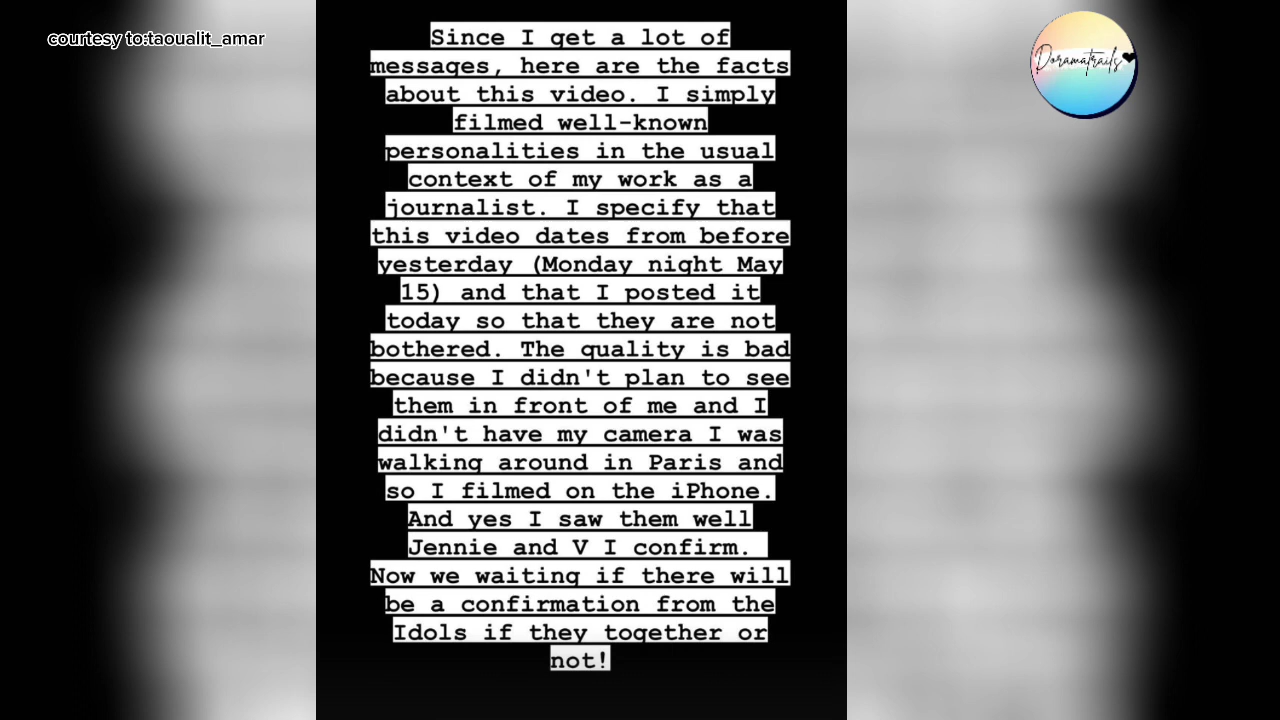 courtesy to:taoualit_amar
Doramatrails
Since I get a lot of
messages, here are the facts
about this video. I simply
filmed well-known
personalities in the usual
context of my work as a
journalist. I specify that
this video dates from before
yesterday (Monday night May
15) and that I posted it
today so that they are not
bothered. The quality is bad
because I didn't plan to see
them in front of me and I
didn't have my camera I was
walking around in Paris and
so I filmed on the iPhone.
And yes I saw them well
Jennie and V I confirm.
Now we waiting if there will
be a confirmation from the
Idols if they together or
not!